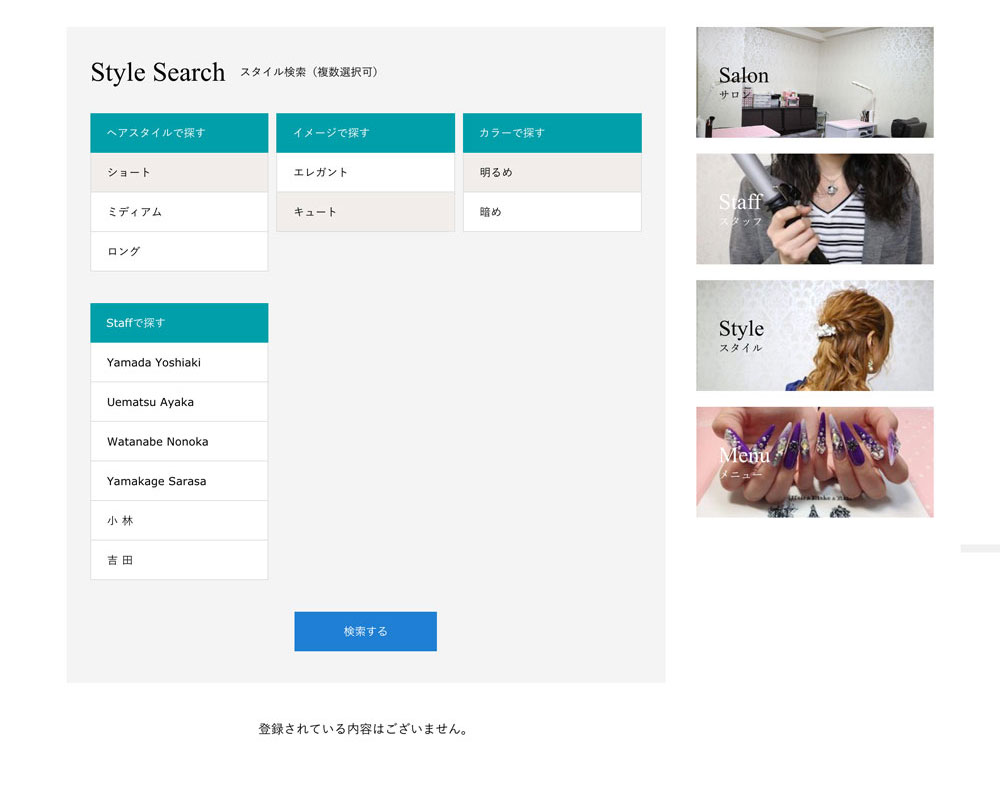 Style Search スタイル検索（複数選択可）
ヘアスタイルで探す
ショート
ミディアム
ロング
イメージで探す
エレガント
キュート
カラーで探す
明るめ
暗め
Staffで探す
Yamada Yoshiaki
Uematsu Ayaka
Watanabe Nonoka
Yamakage Sarasa
小 林
吉 田
検索する
登録されている内容はございません。
Salon
サロン
Staff
スタッフ
Style
スタイル
Menu
メニュー